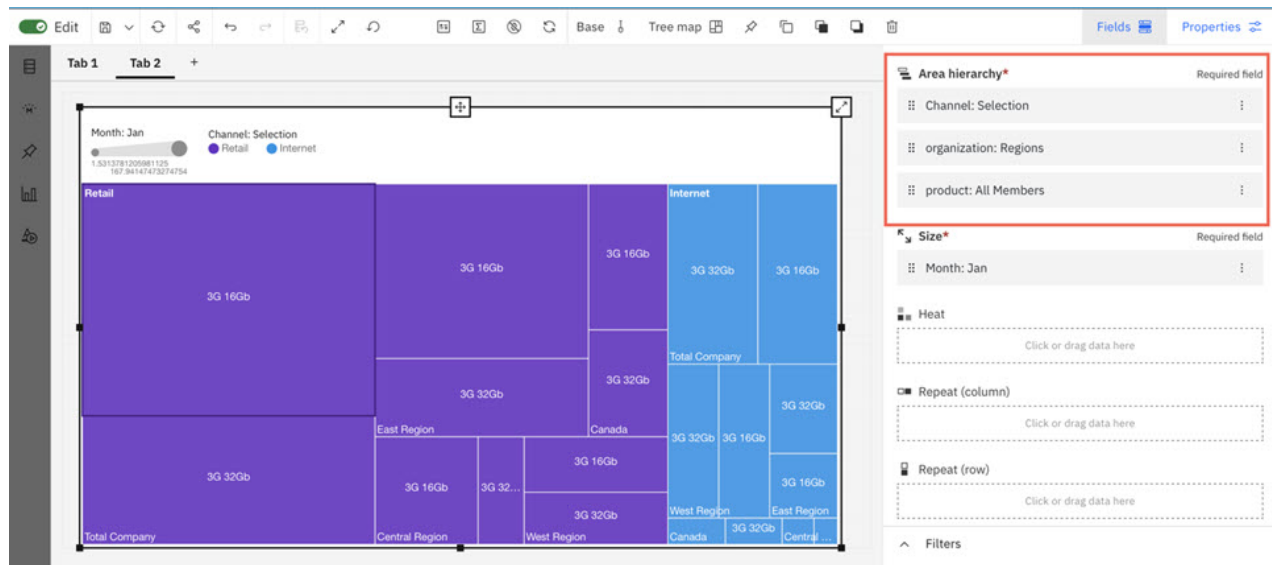 Edit
Base
Tree map
Fields
Properties
Tab 1
Tab 2
+
Month: Jan
Channel: Selection
Retail
Internet
1.5313781205981125
167.94147473274754
Retail
3G 16Gb
3G 32Gb
Total Company
3G 16Gb
3G 32Gb
East Region
3G 16Gb
3G 32Gb
Canada
3G 16Gb
3G 32...
Central Region
3G 16Gb
3G 32Gb
West Region
Internet
3G 32Gb
3G 16Gb
Total Company
3G 32Gb
3G 16Gb
West Region
3G 32Gb
3G 16Gb
East Region
3G 32Gb
Canada
Central ...
Area hierarchy*
Required field
Channel: Selection
organization: Regions
product: All Members
Size*
Required field
Month: Jan
Heat
Click or drag data here
Repeat (column)
Click or drag data here
Repeat (row)
Click or drag data here
Filters